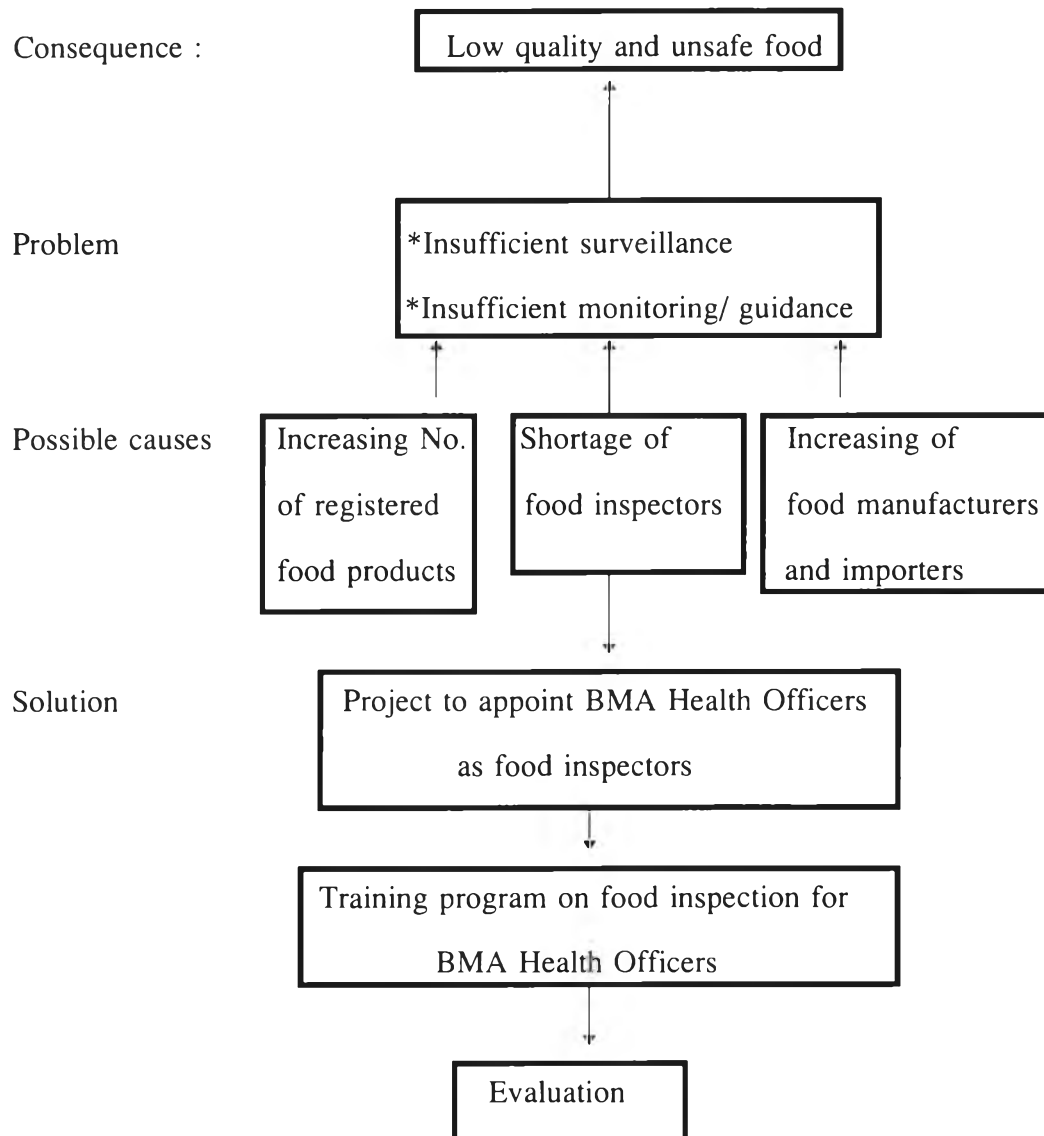 Consequence :
Low quality and unsafe food
Problem
*Insufficient surveillance
*Insufficient monitoring/ guidance
Possible causes
Increasing No.
of registered
food products
Shortage of
food inspectors
Increasing of
food manufacturers
and importers
Solution
Project to appoint BMA Health Officers
as food inspectors
Training program on food inspection for
BMA Health Officers
Evaluation